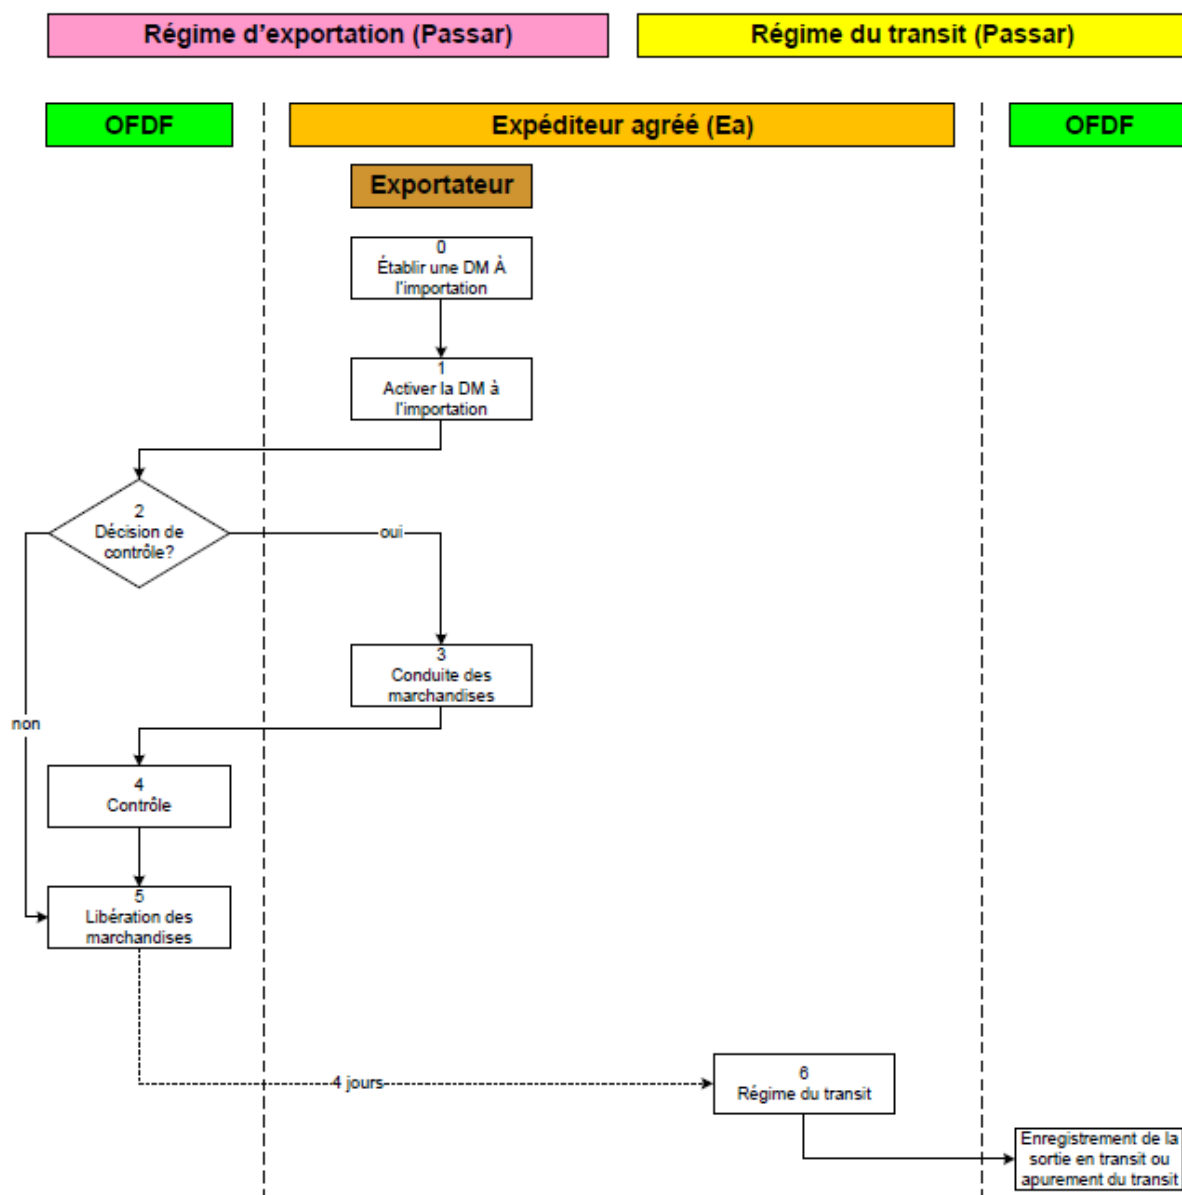 Régime d'exportation (Passar)
Régime du transit (Passar)
OFDF
Expéditeur agréé (Ea)
OFDF
Exportateur
0
Établir une DM À
l'importation
1
Activer la DM à
l'importation
2
Décision de
contrôle?
oui
3
Conduite des
marchandises
non
4
Contrôle
5
Libération des
marchandises
4 jours
6
Régime du transit
Enregistrement de la
sortie en transit ou
apurement du transit